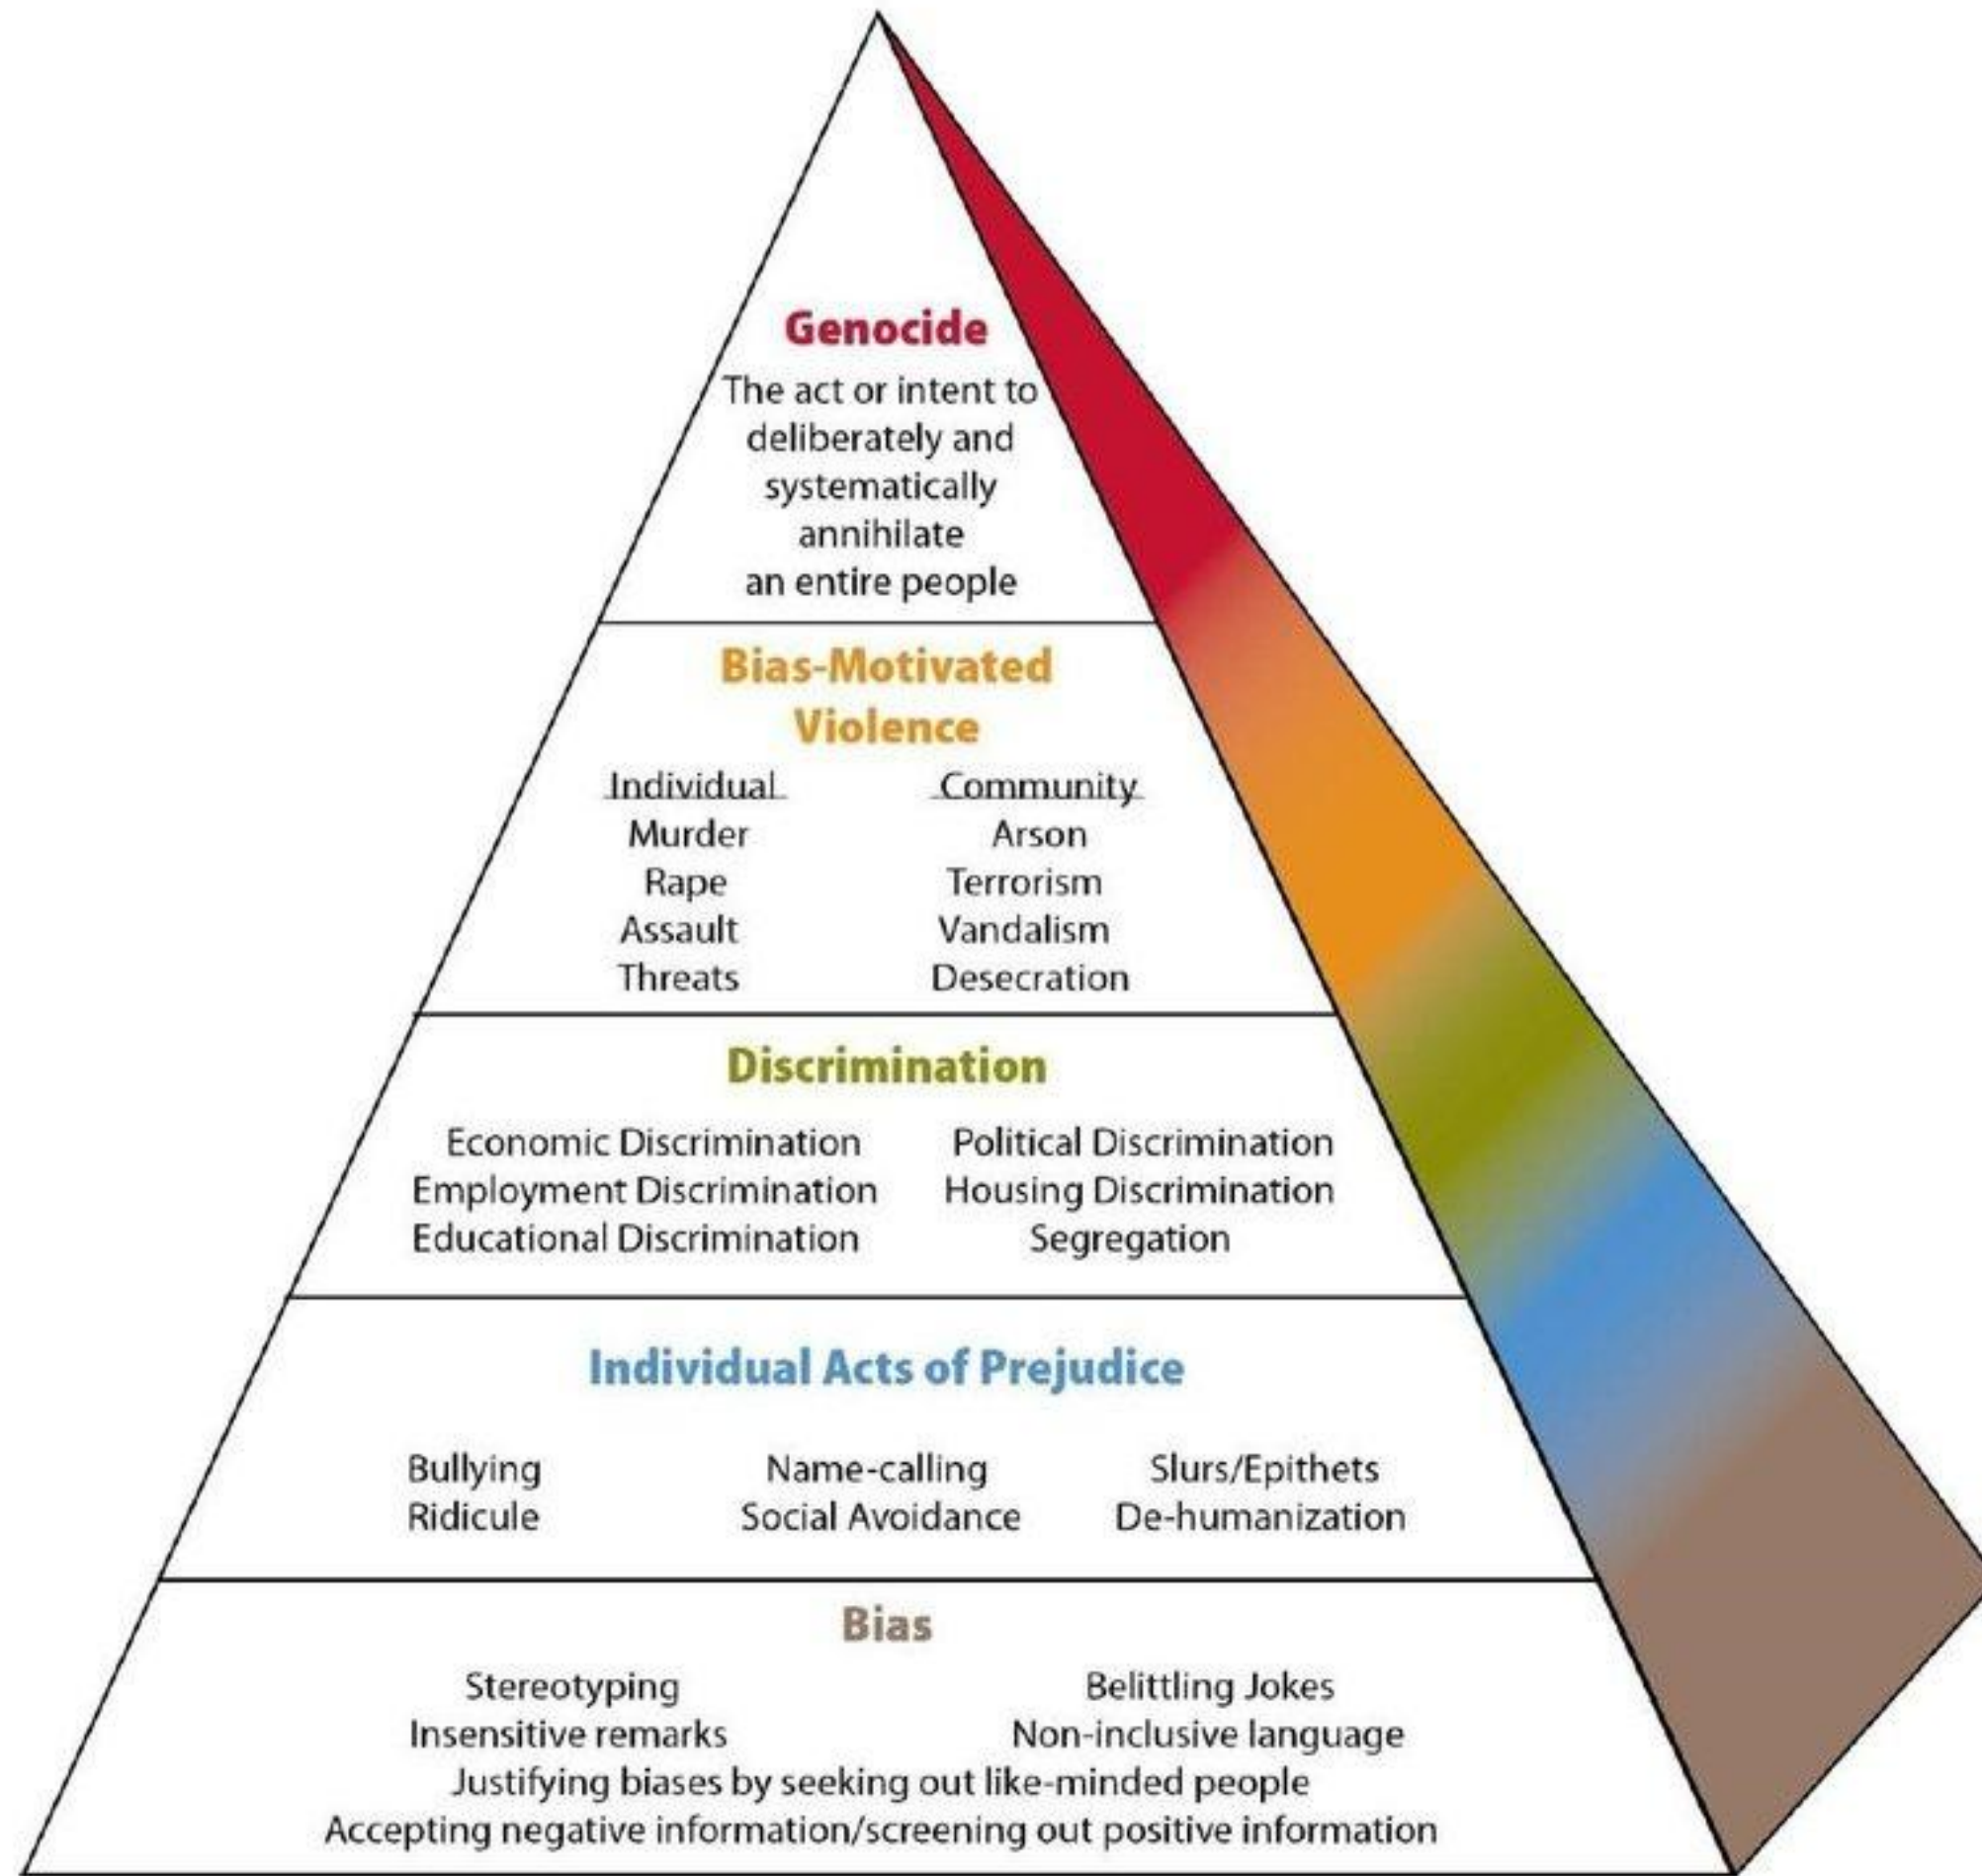 Genocide
The act or intent to
deliberately and
systematically
annihilate
an entire people
Bias-Motivated
Violence
Individual Community
Murder Arson
Rape Terrorism
Assault Vandalism
Threats Desecration
Discrimination
Economic Discrimination Political Discrimination
Employment Discrimination Housing Discrimination
Educational Discrimination Segregation
Individual Acts of Prejudice
Bullying Name-calling Slurs/Epithets
Ridicule Social Avoidance De-humanization
Bias
Stereotyping Belittling Jokes
Insensitive remarks Non-inclusive language
Justifying biases by seeking out like-minded people
Accepting negative information/screening out positive information